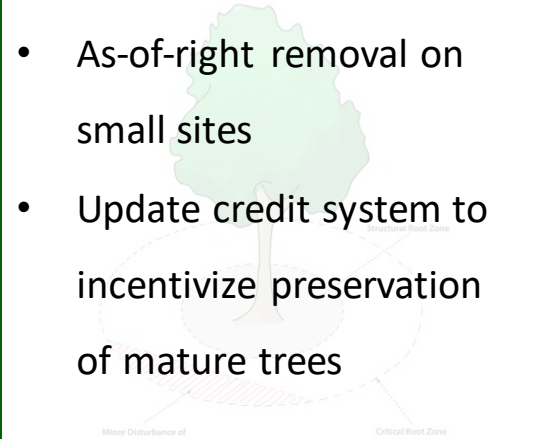 • As-of-right removal on
small sites
• Update credit system to
Structural Root Zone
incentivize preservation
of mature trees
Minor Disturbance of
Critical Root Zone